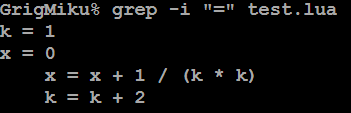 GrigMiku% grep -i "=" test.lua
k = 1
x = 0
    x = x + 1 / (k * k)
    k = k + 2